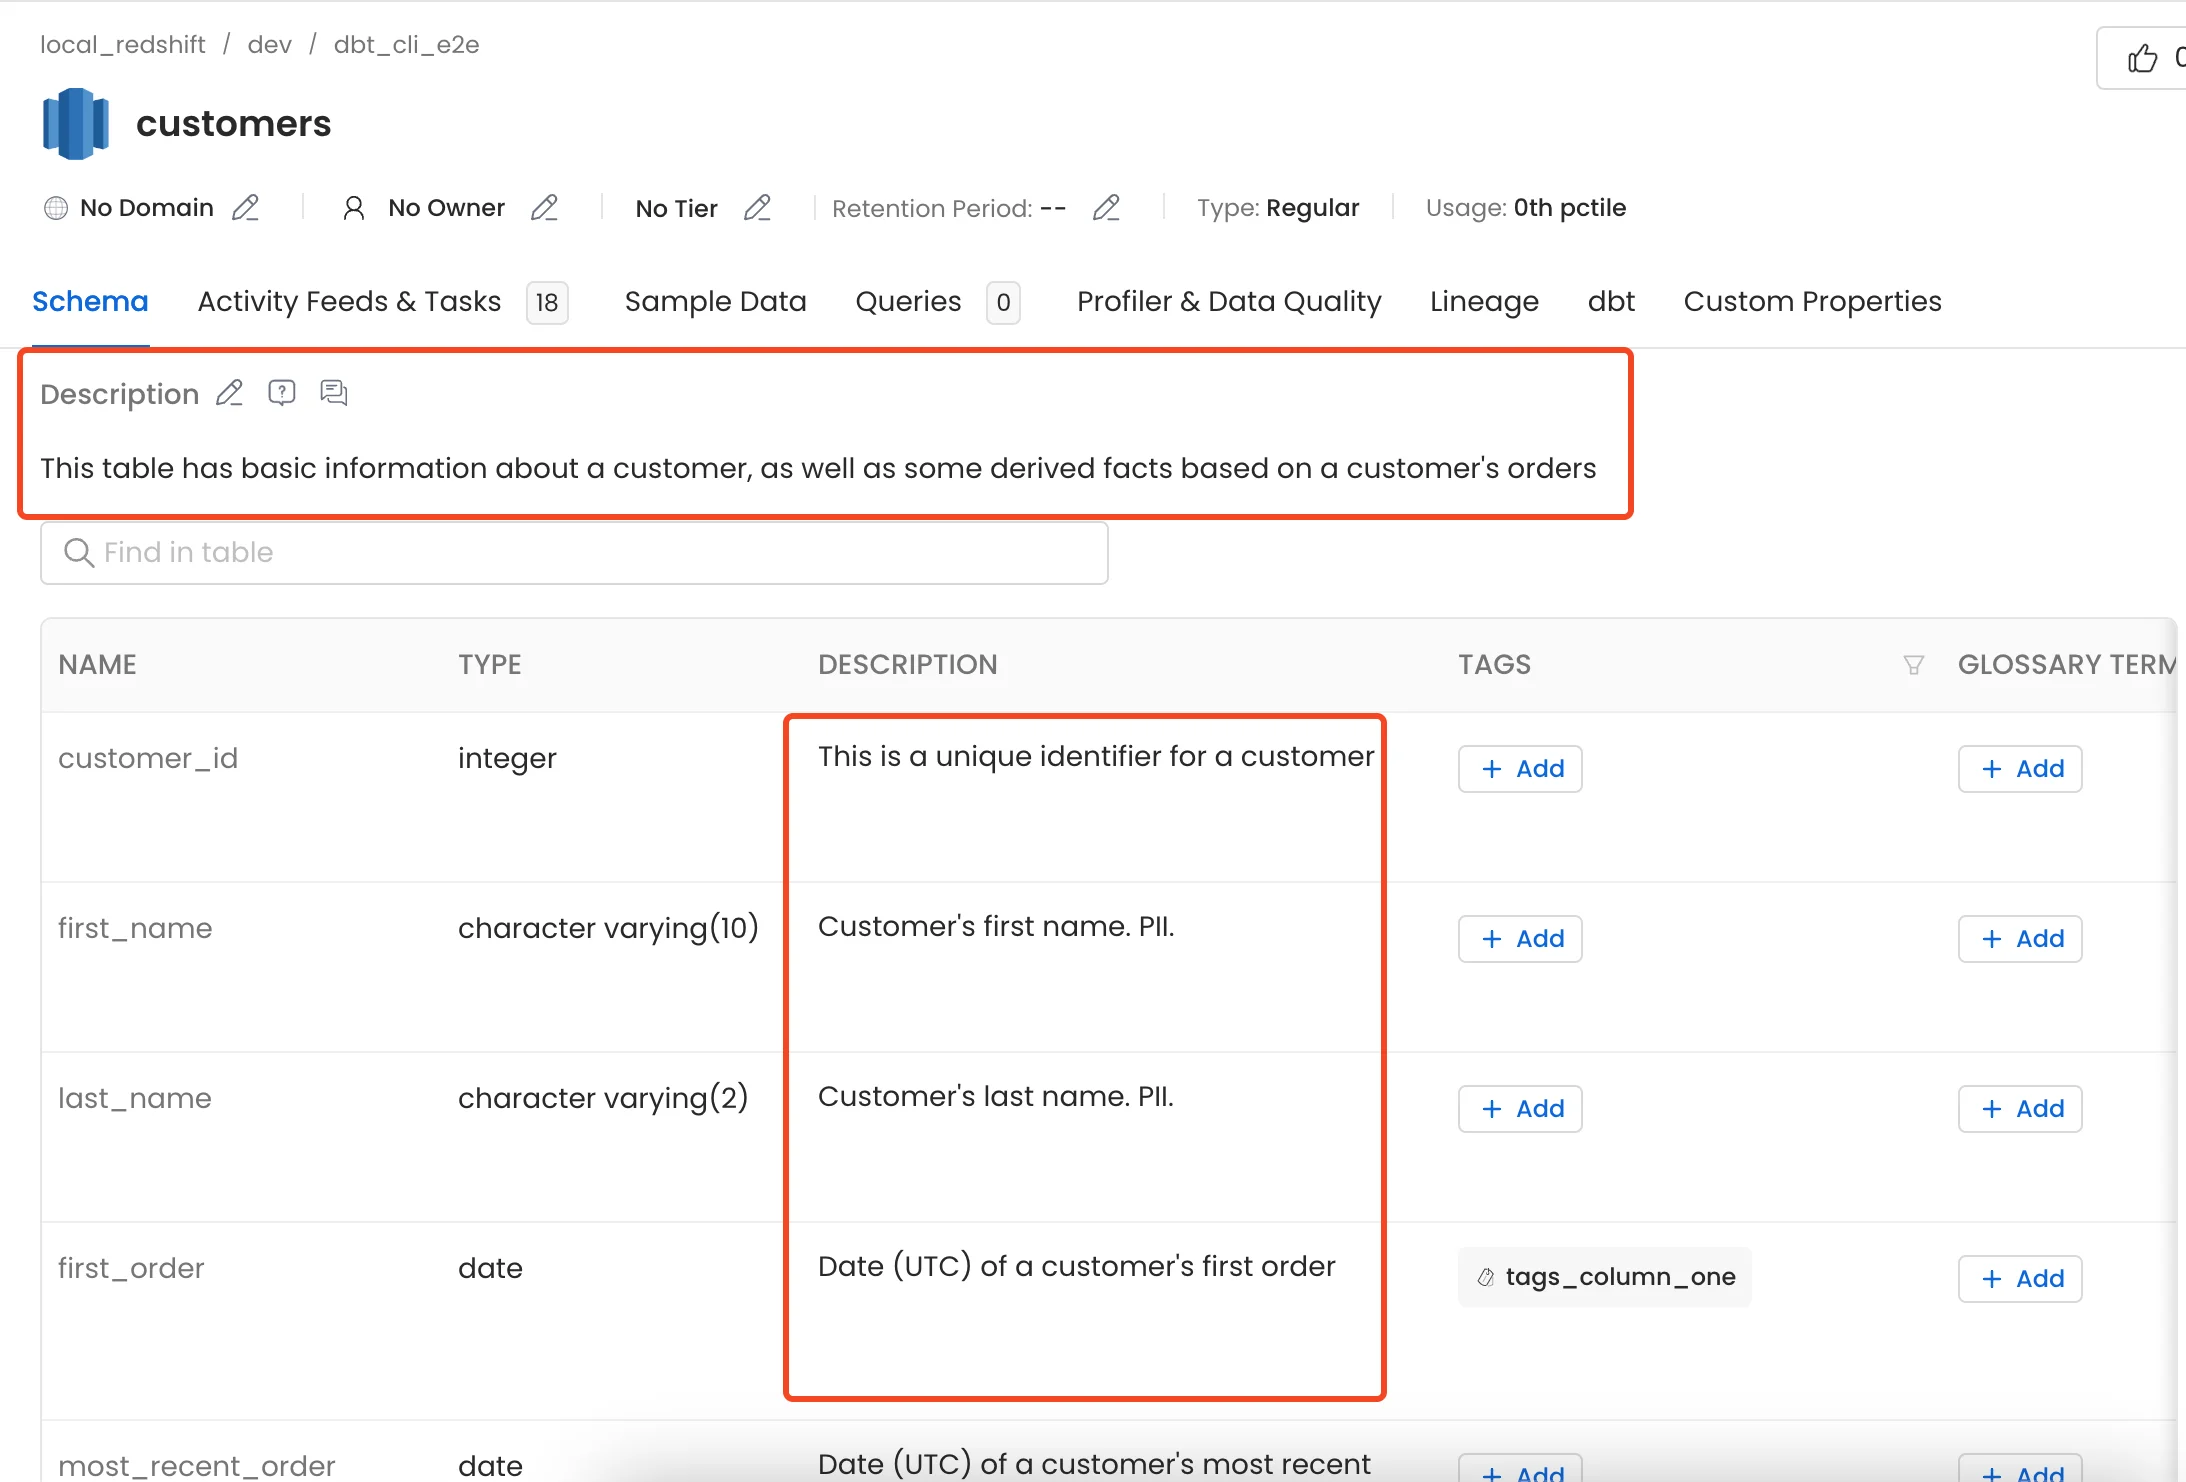 local_redshift / dev / dbt_cli_e2e
0
customers
No Domain No Owner No Tier Retention Period: -- Type: Regular Usage: 0th pctile
Schema Activity Feeds & Tasks 18 Sample Data Queries 0 Profiler & Data Quality Lineage dbt Custom Properties
Description
This table has basic information about a customer, as well as some derived facts based on a customer's orders
Find in table
NAME TYPE DESCRIPTION TAGS GLOSSARY TERM
customer_id integer This is a unique identifier for a customer + Add + Add
first_name character varying(10) Customer's first name. PII. + Add + Add
last_name character varying(2) Customer's last name. PII. + Add + Add
first_order date Date (UTC) of a customer's first order tags_column_one + Add
most_recent_order date Date (UTC) of a customer's most recent + Add + Add